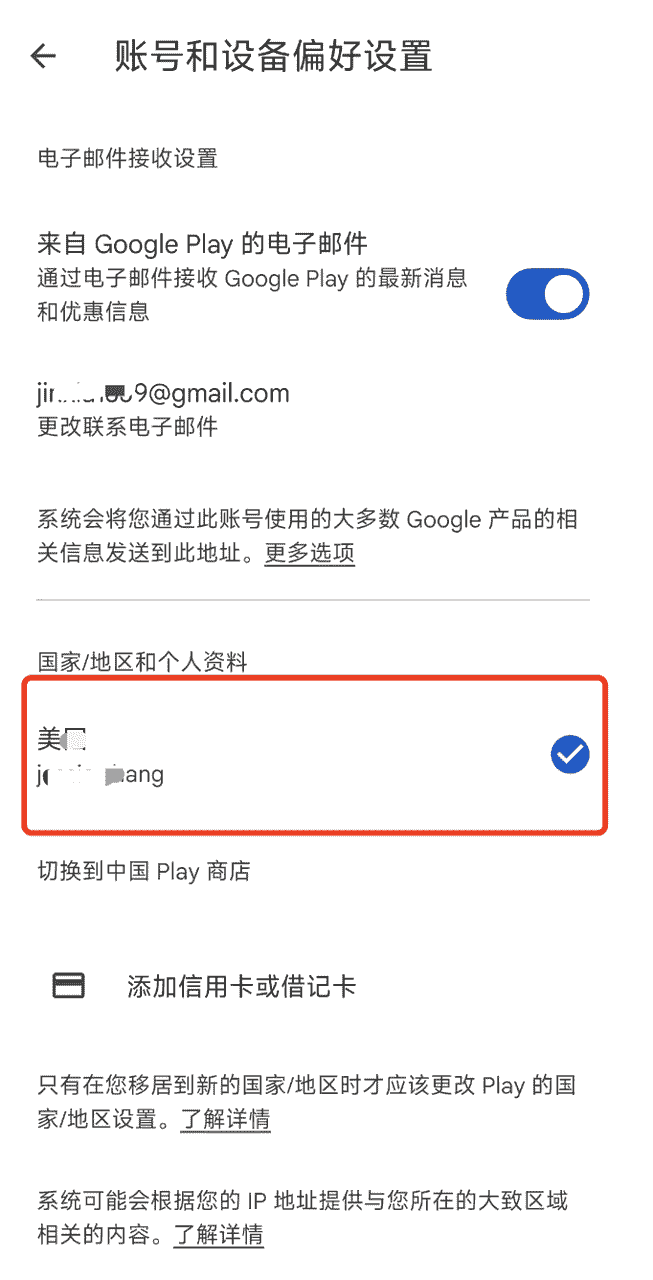 账号和设备偏好设置
电子邮件接收设置
来自 Google Play 的电子邮件
通过电子邮件接收 Google Play 的最新消息
和优惠信息
9@gmail.com
更改联系电子邮件
系统会将您通过此账号使用的大多数 Google 产品的相
关信息发送到此地址。更多选项
国家/地区和个人资料
美
ang
切换到中国 Play 商店
添加信用卡或借记卡
只有在您移居到新的国家/地区时才应该更改 Play 的国
家/地区设置。了解详情
系统可能会根据您的 IP 地址提供与您所在的大致区域
相关的内容。了解详情